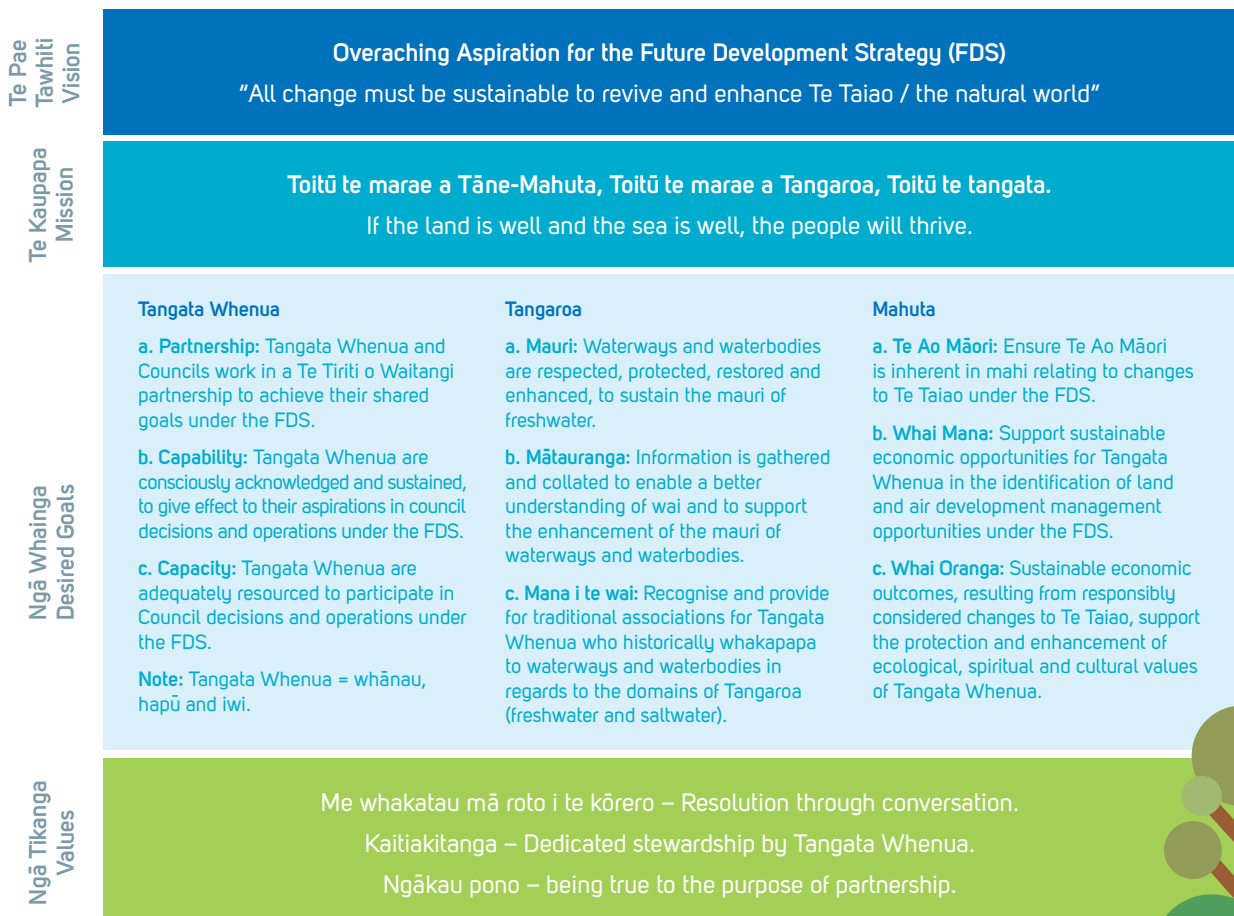 Te Pae
Tawhiti
Vision
Overaching Aspiration for the Future Development Strategy (FDS)
“All change must be sustainable to revive and enhance Te Taiao / the natural world”
Te Kaupapa
Mission
Toitū te marae a Tāne-Mahuta, Toitū te marae a Tangaroa, Toitū te tangata.
If the land is well and the sea is well, the people will thrive.
Ngā Whainga
Desired Goals
Tangata Whenua
a. Partnership: Tangata Whenua and
Councils work in a Te Tiriti o Waitangi
partnership to achieve their shared
goals under the FDS.
b. Capability: Tangata Whenua are
consciously acknowledged and sustained,
to give effect to their aspirations in council
decisions and operations under the FDS.
c. Capacity: Tangata Whenua are
adequately resourced to participate in
Council decisions and operations under
the FDS.
Note: Tangata Whenua = whānau,
hapū and iwi.
Tangaroa
a. Mauri: Waterways and waterbodies
are respected, protected, restored and
enhanced, to sustain the mauri of
freshwater.
b. Mātauranga: Information is gathered
and collated to enable a better
understanding of wai and to support
the enhancement of the mauri of
waterways and waterbodies.
c. Mana i te wai: Recognise and provide
for traditional associations for Tangata
Whenua who historically whakapapa
to waterways and waterbodies in
regards to the domains of Tangaroa
(freshwater and saltwater).
Mahuta
a. Te Ao Māori: Ensure Te Ao Māori
is inherent in mahi relating to changes
to Te Taiao under the FDS.
b. Whai Mana: Support sustainable
economic opportunities for Tangata
Whenua in the identification of land
and air development management
opportunities under the FDS.
c. Whai Oranga: Sustainable economic
outcomes, resulting from responsibly
considered changes to Te Taiao, support
the protection and enhancement of
ecological, spiritual and cultural values
of Tangata Whenua.
Ngā Tikanga
Values
Me whakatau mā roto i te kōrero – Resolution through conversation.
Kaitiakitanga – Dedicated stewardship by Tangata Whenua.
Ngākau pono – being true to the purpose of partnership.